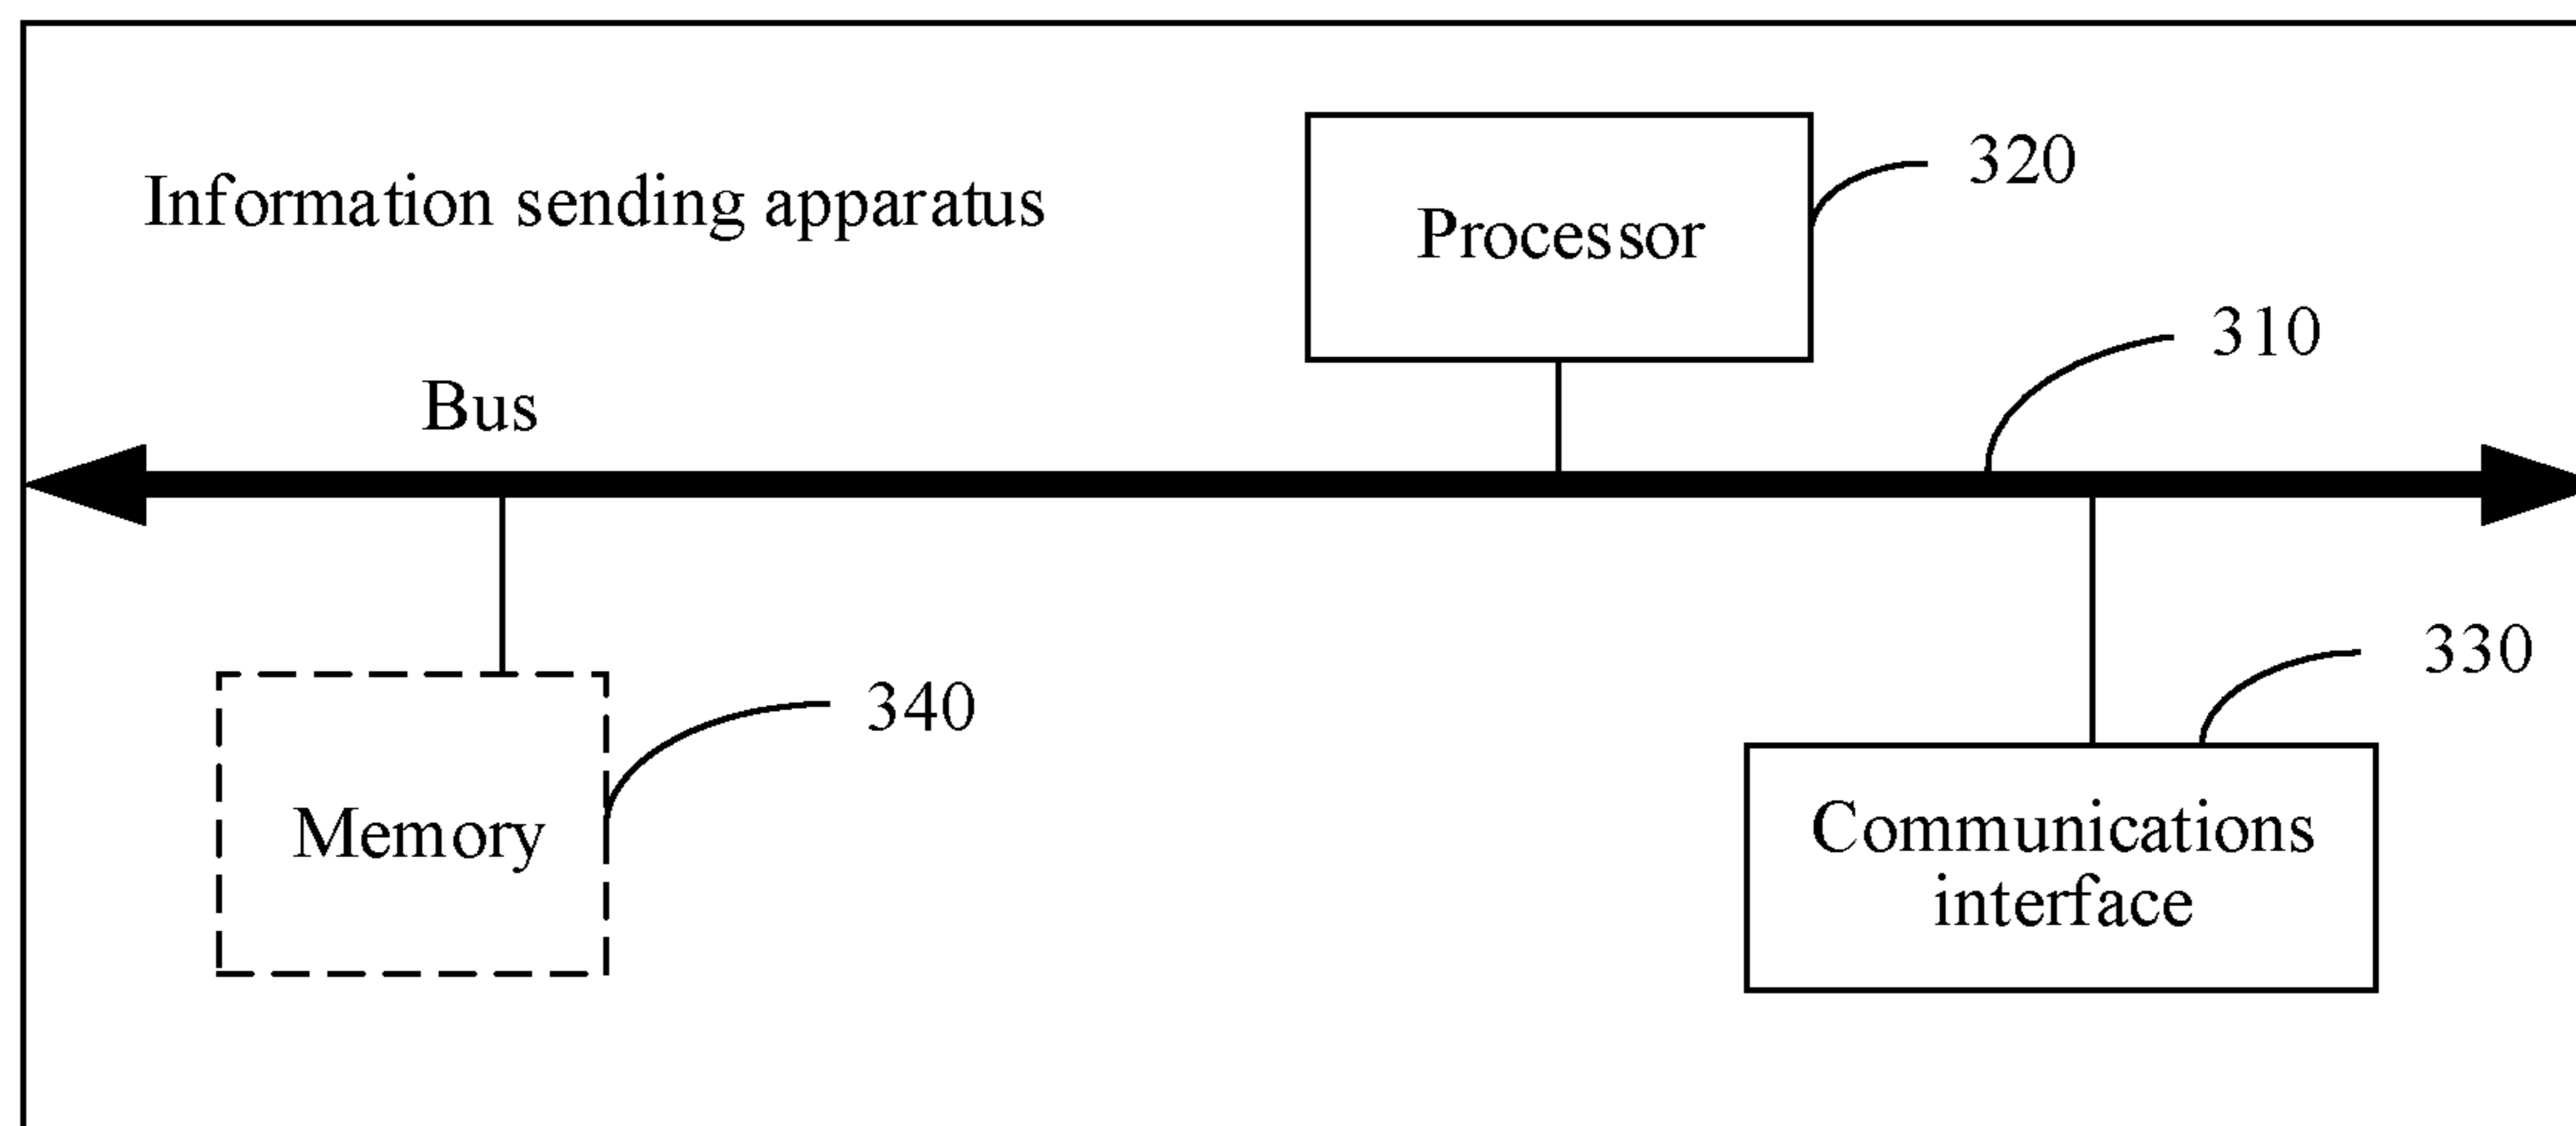 Information sending apparatus
Processor
320
310
Bus
340
Memory
330
Communications
interface